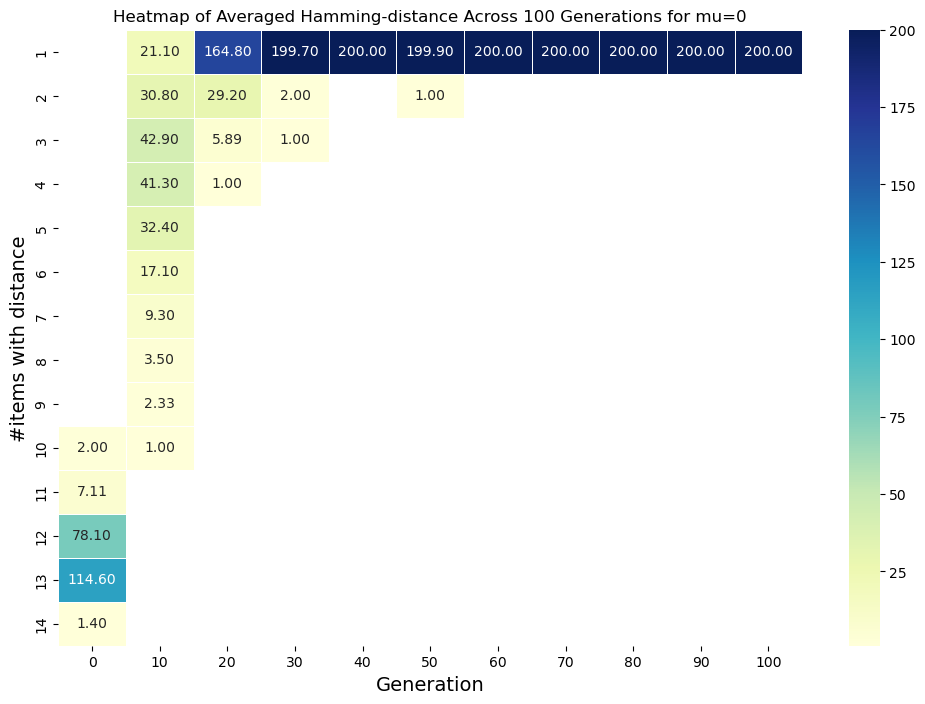 Heatmap of Averaged Hamming-distance Across 100 Generations for mu=0
#items with distance
1 21.10 164.80 199.70 200.00 199.90 200.00 200.00 200.00 200.00 200.00
2 30.80 29.20 2.00 1.00
3 42.90 5.89 1.00
4 41.30 1.00
5 32.40
6 17.10
7 9.30
8 3.50
9 2.33
10 2.00 1.00
11 7.11
12 78.10
13 114.60
14 1.40
0 10 20 30 40 50 60 70 80 90 100
Generation
200
175
150
125
100
75
50
25